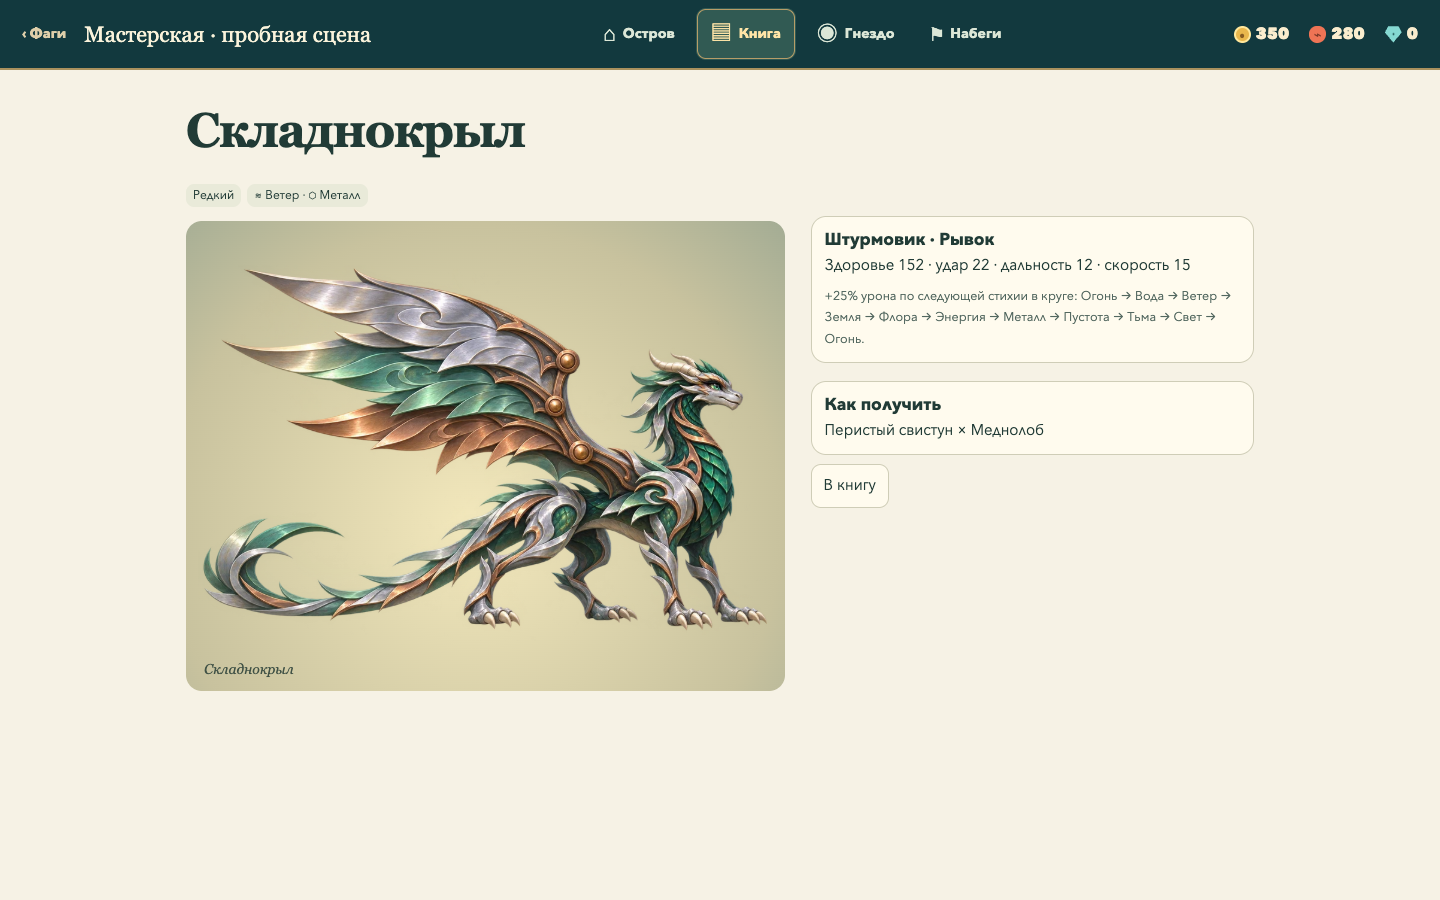 ‹ Фаги
Мастерская · пробная сцена
Остров
Книга
Гнездо
Набеги
350
280
0
Складнокрыл
Редкий
≈ Ветер · ⬡ Металл
Складнокрыл
Штурмовик · Рывок
Здоровье 152 · удар 22 · дальность 12 · скорость 15
+25% урона по следующей стихии в круге: Огонь → Вода → Ветер →
Земля → Флора → Энергия → Металл → Пустота → Тьма → Свет →
Огонь.
Как получить
Перистый свистун × Меднолоб
В книгу